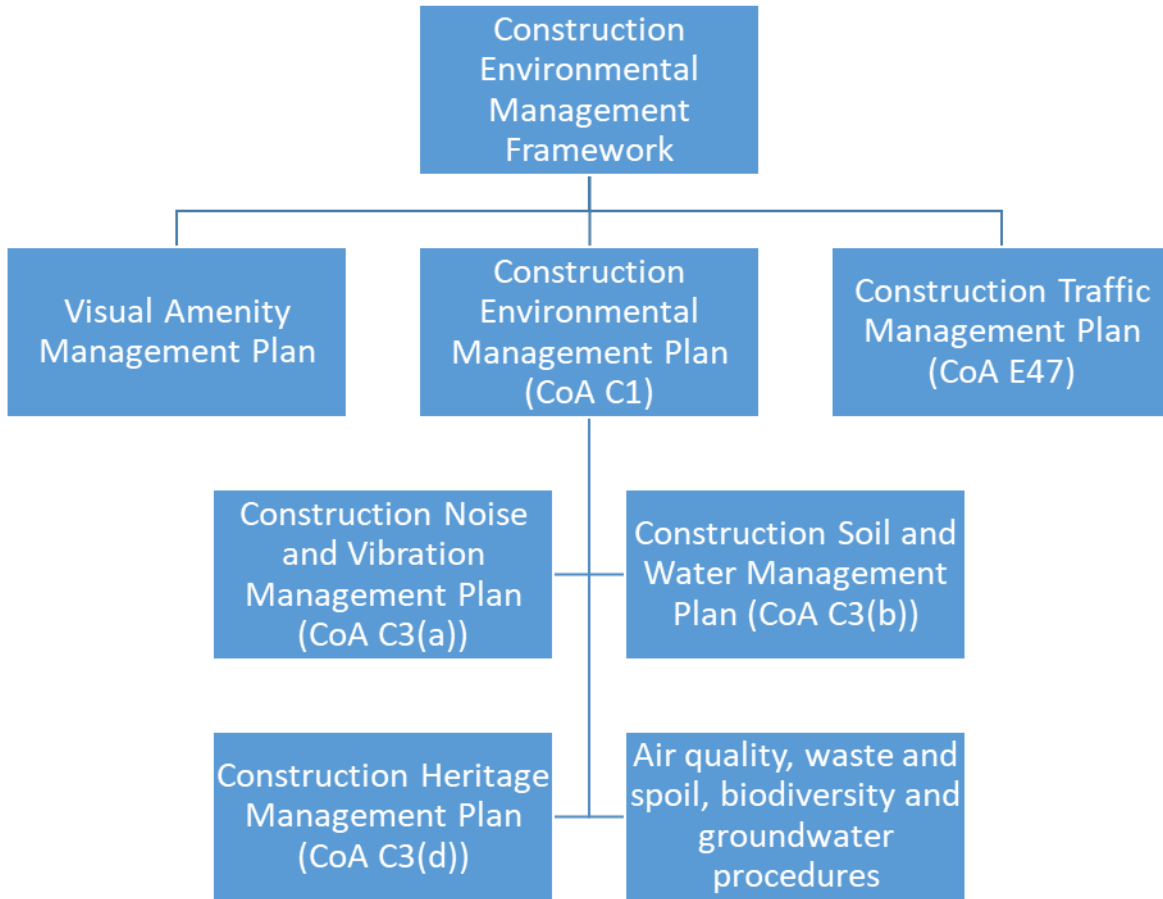 Construction
Environmental
Management
Framework
Visual Amenity
Management Plan
Construction
Environmental
Management Plan
(CoA C1)
Construction Traffic
Management Plan
(CoA E47)
Construction Noise
and Vibration
Management Plan
(CoA C3(a))
Construction Soil and
Water Management
Plan (CoA C3(b))
Construction Heritage
Management Plan
(CoA C3(d))
Air quality, waste and
spoil, biodiversity and
groundwater
procedures